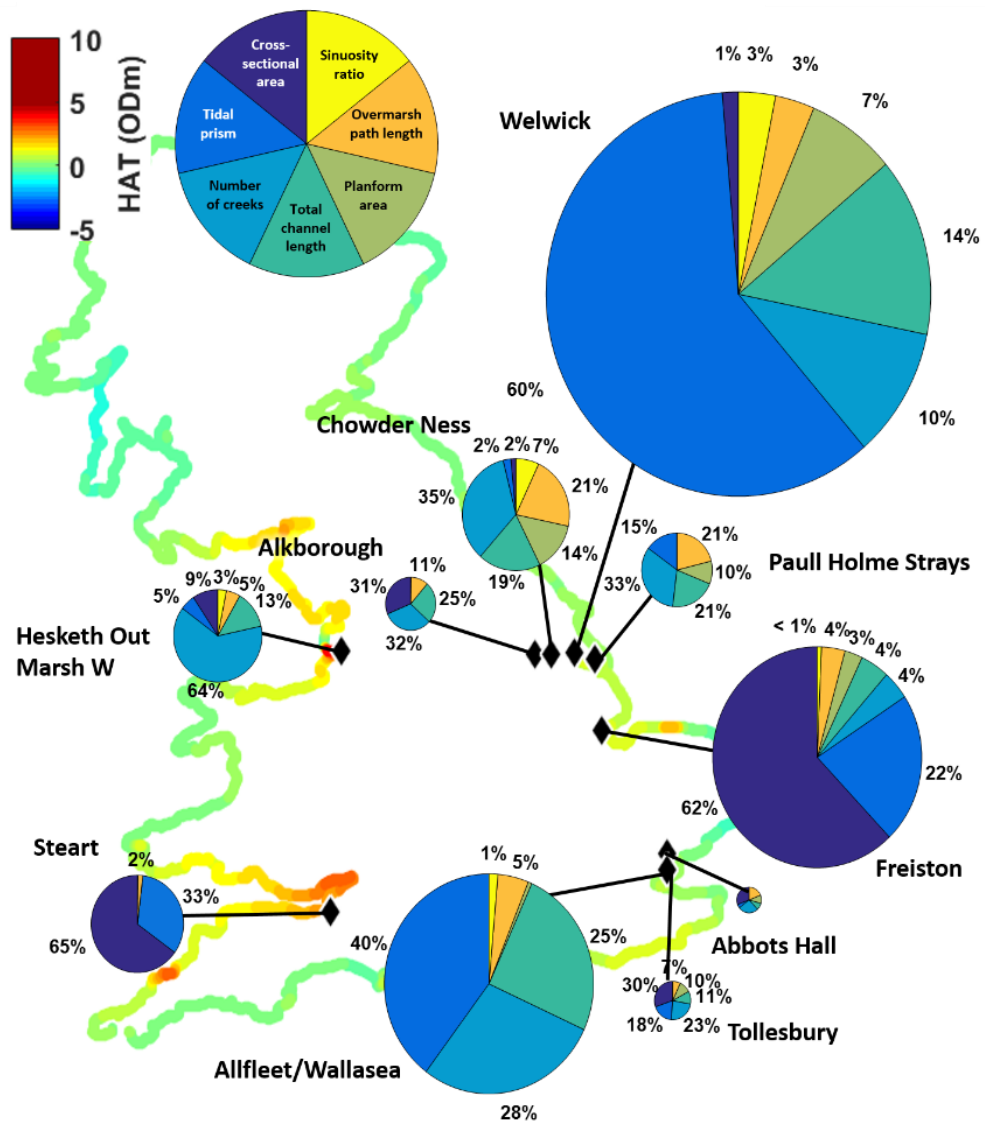 10
5
0
-5
HAT (ODm)
Cross-
sectional
area
Sinuosity
ratio
Tidal
prism
Overmarsh
path length
Number
of creeks
Planform
area
Total
channel
length
Welwick
1% 3% 3%
7%
14%
10%
60%
Chowder Ness
2% 2% 7%
35%
21%
14%
19%
Alkborough
11%
31%
25%
32%
15%
21%
Paull Holme Strays
33%
10%
21%
Hesketh Out
Marsh W
9% 3% 5%
5%
13%
64%
< 1% 4% 3%
4%
4%
22%
62%
Freiston
Steart
2%
33%
65%
1% 5%
40%
25%
28%
Allfleet/Wallasea
Abbots Hall
7%
30%
10%
11%
18%
23%
Tollesbury